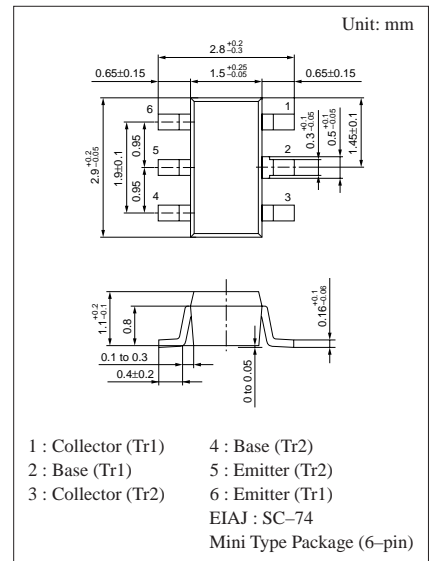 Unit: mm
2.8 +0.2 −0.3
0.65±0.15 1.5 +0.25 −0.05 0.65±0.15
6 1
5 2
4 3
2.9 +0.2 −0.05
1.9±0.1
0.95
0.95
0.3 +0.1 −0.05
0.5 +0.1 −0.05
1.45±0.1
1.1 +0.2 −0.1
0.8
0.16 +0.1 −0.06
0.1 to 0.3
0.4±0.2
0 to 0.05
1 : Collector (Tr1) 4 : Base (Tr2)
2 : Base (Tr1) 5 : Emitter (Tr2)
3 : Collector (Tr2) 6 : Emitter (Tr1)
EIAJ : SC–74
Mini Type Package (6–pin)